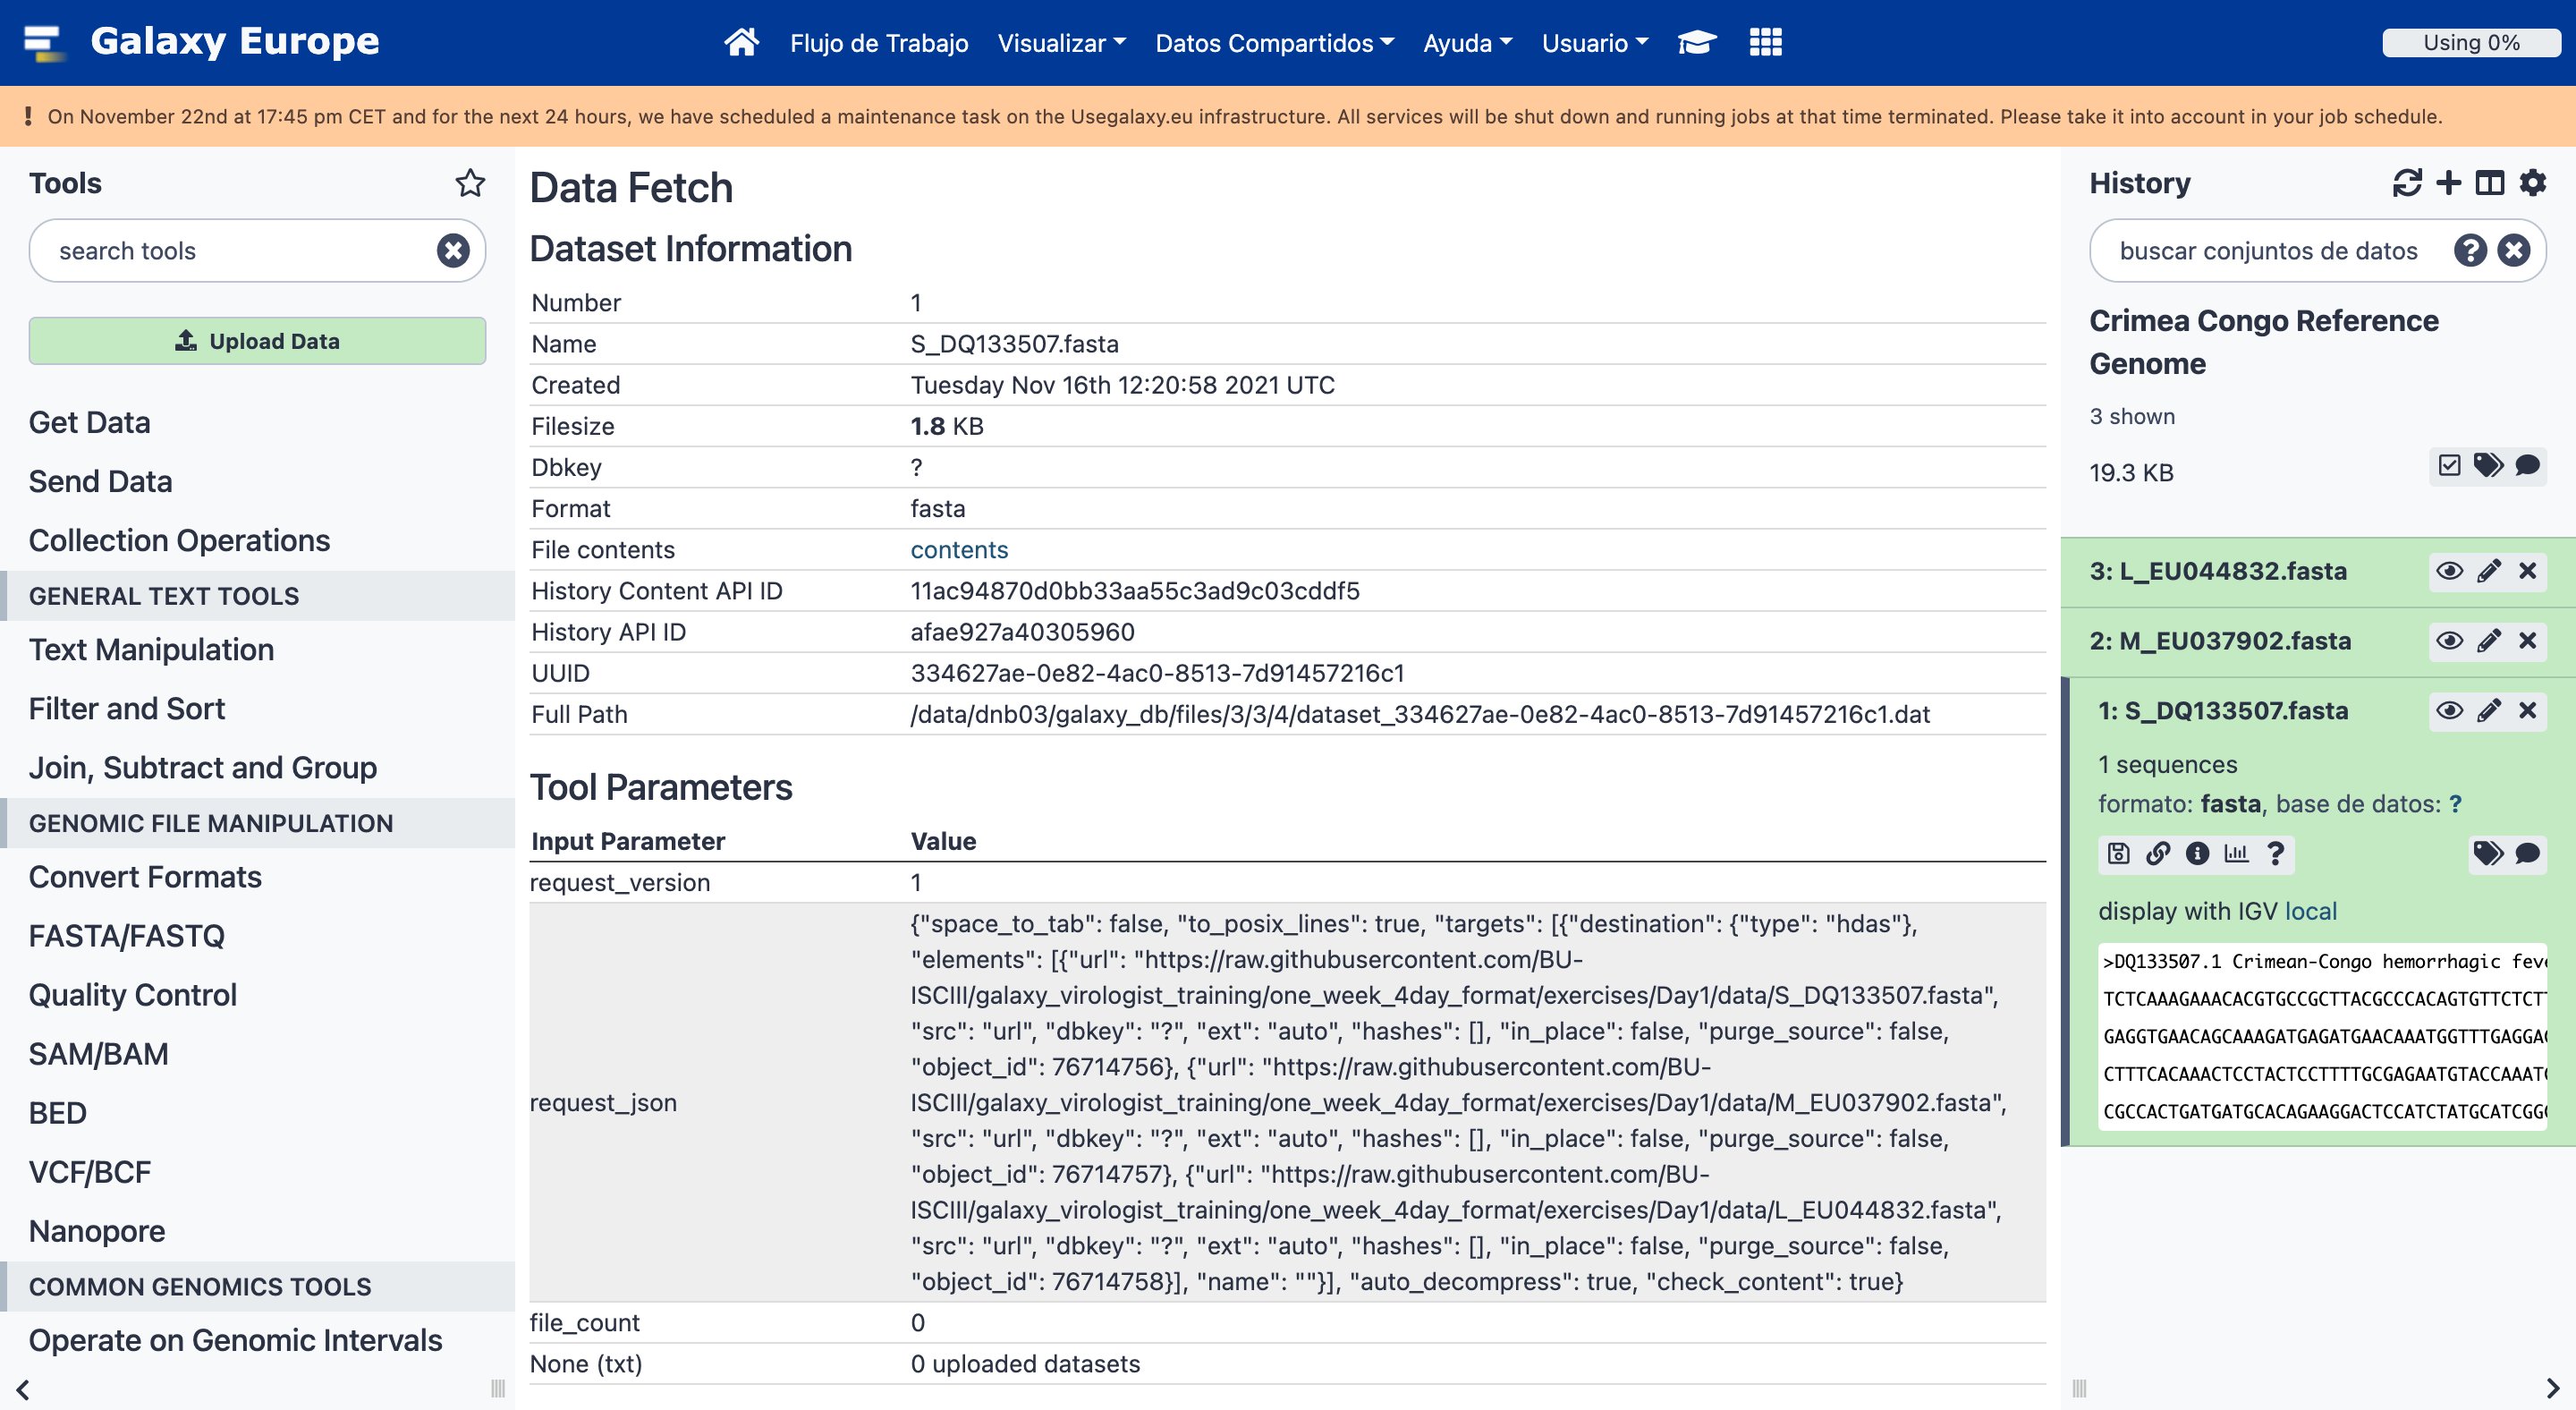 Galaxy Europe
Flujo de Trabajo
Visualizar
Datos Compartidos
Ayuda
Usuario
Using 0%
On November 22nd at 17:45 pm CET and for the next 24 hours, we have scheduled a maintenance task on the Usegalaxy.eu infrastructure. All services will be shut down and running jobs at that time terminated. Please take it into account in your job schedule.
Tools
search tools
Upload Data
Get Data
Send Data
Collection Operations
GENERAL TEXT TOOLS
Text Manipulation
Filter and Sort
Join, Subtract and Group
GENOMIC FILE MANIPULATION
Convert Formats
FASTA/FASTQ
Quality Control
SAM/BAM
BED
VCF/BCF
Nanopore
COMMON GENOMICS TOOLS
Operate on Genomic Intervals
Data Fetch
Dataset Information
Number 1
Name S_DQ133507.fasta
Created Tuesday Nov 16th 12:20:58 2021 UTC
Filesize 1.8 KB
Dbkey ?
Format fasta
File contents contents
History Content API ID 11ac94870d0bb33aa55c3ad9c03cddf5
History API ID afae927a40305960
UUID 334627ae-0e82-4ac0-8513-7d91457216c1
Full Path /data/dnb03/galaxy_db/files/3/3/4/dataset_334627ae-0e82-4ac0-8513-7d91457216c1.dat
Tool Parameters
Input Parameter Value
request_version 1
request_json
{"space_to_tab": false, "to_posix_lines": true, "targets": [{"destination": {"type": "hdas"},
"elements": [{"url": "https://raw.githubusercontent.com/BU-
ISCIII/galaxy_virologist_training/one_week_4day_format/exercises/Day1/data/S_DQ133507.fasta",
"src": "url", "dbkey": "?", "ext": "auto", "hashes": [], "in_place": false, "purge_source": false,
"object_id": 76714756}, {"url": "https://raw.githubusercontent.com/BU-
ISCIII/galaxy_virologist_training/one_week_4day_format/exercises/Day1/data/M_EU037902.fasta",
"src": "url", "dbkey": "?", "ext": "auto", "hashes": [], "in_place": false, "purge_source": false,
"object_id": 76714757}, {"url": "https://raw.githubusercontent.com/BU-
ISCIII/galaxy_virologist_training/one_week_4day_format/exercises/Day1/data/L_EU044832.fasta",
"src": "url", "dbkey": "?", "ext": "auto", "hashes": [], "in_place": false, "purge_source": false,
"object_id": 76714758}], "name": ""}], "auto_decompress": true, "check_content": true}
file_count 0
None (txt) 0 uploaded datasets
History
buscar conjuntos de datos
Crimea Congo Reference
Genome
3 shown
19.3 KB
3: L_EU044832.fasta
2: M_EU037902.fasta
1: S_DQ133507.fasta
1 sequences
formato: fasta, base de datos: ?
display with IGV local
>DQ133507.1 Crimean-Congo hemorrhagic feve
TCTCAAAGAAACACGTGCCGCTTACGCCCACAGTGTTCTCT
GAGGTGAACAGCAAAGATGAGATGAACAAATGGTTTGAGGA
CTTTCACAAACTCCTACTCCTTTTGCGAGAATGTACCAAAT
CGCCACTGATGATGCACAGAAGGACTCCATCTATGCATCGG